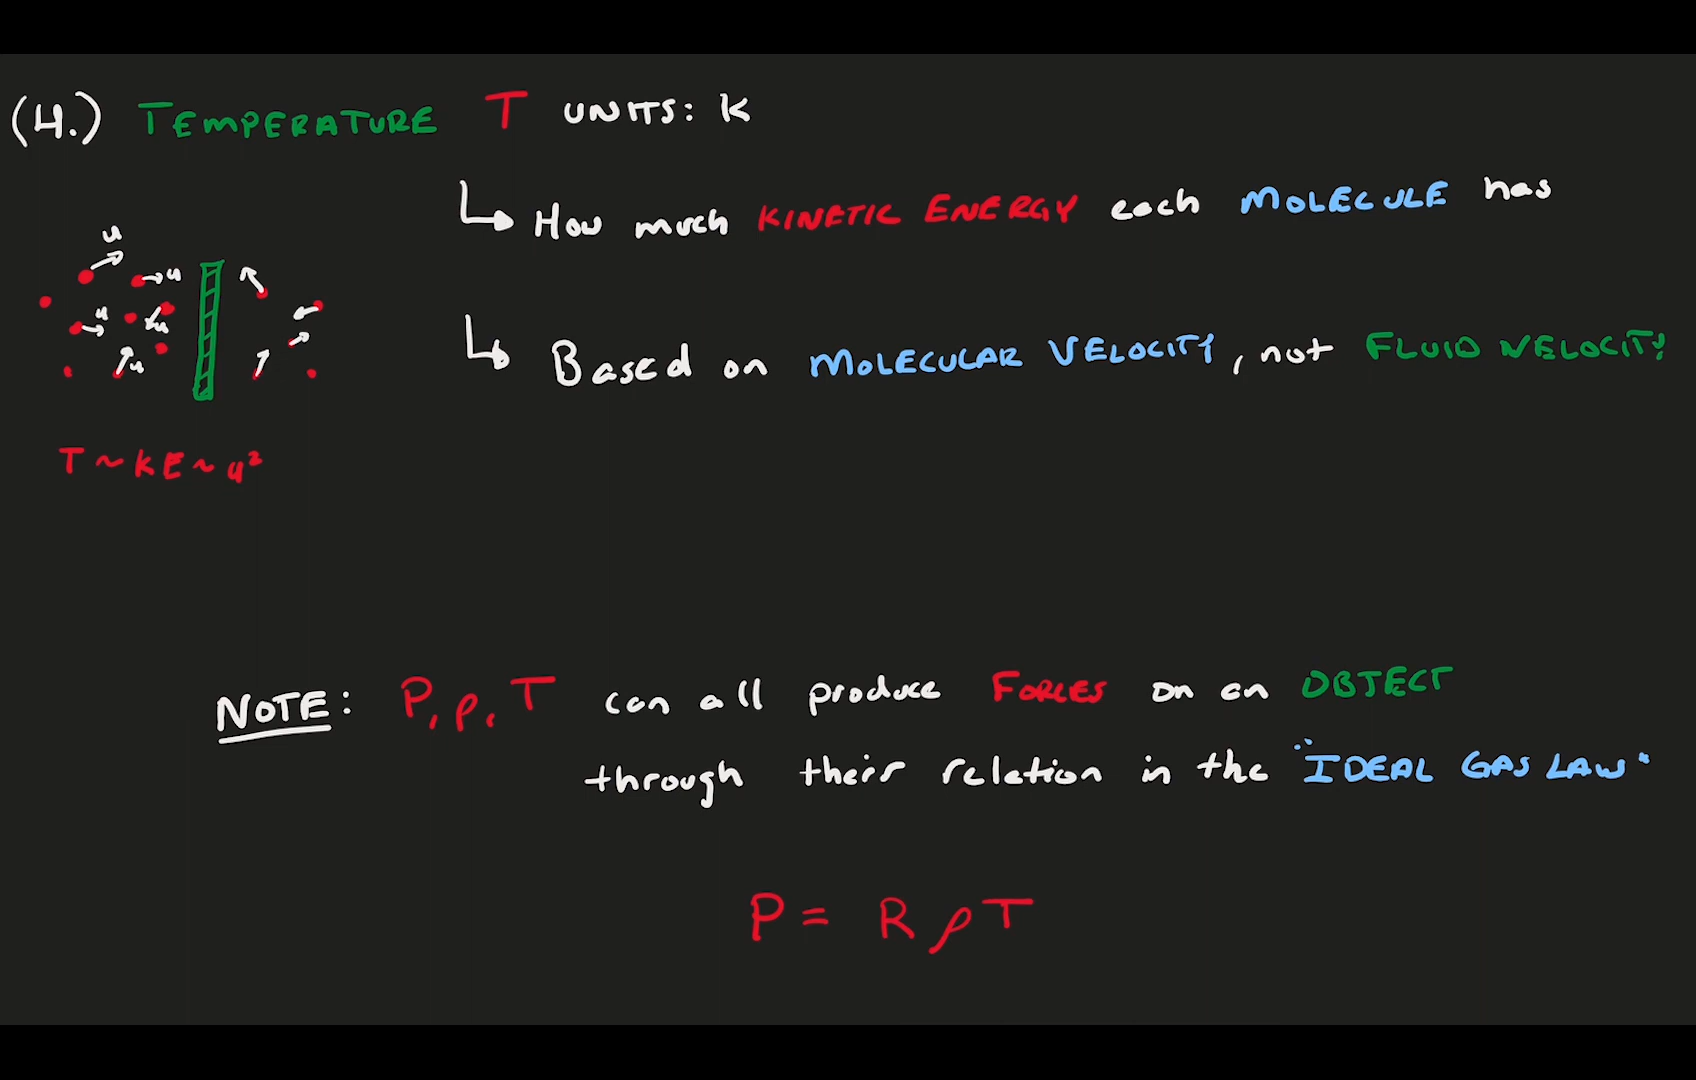 (4.) TEMPERATURE T UNITS: K
↳ How much KINETIC ENERGY each MOLECULE has
u
u
u
u
u
↳ Based on MOLECULAR VELOCITY, not FLUID VELOCITY
T ~ KE ~ u²
NOTE: P, ρ, T can all produce FORCES on an OBJECT
through their relation in the "IDEAL GAS LAW"
P = RρT